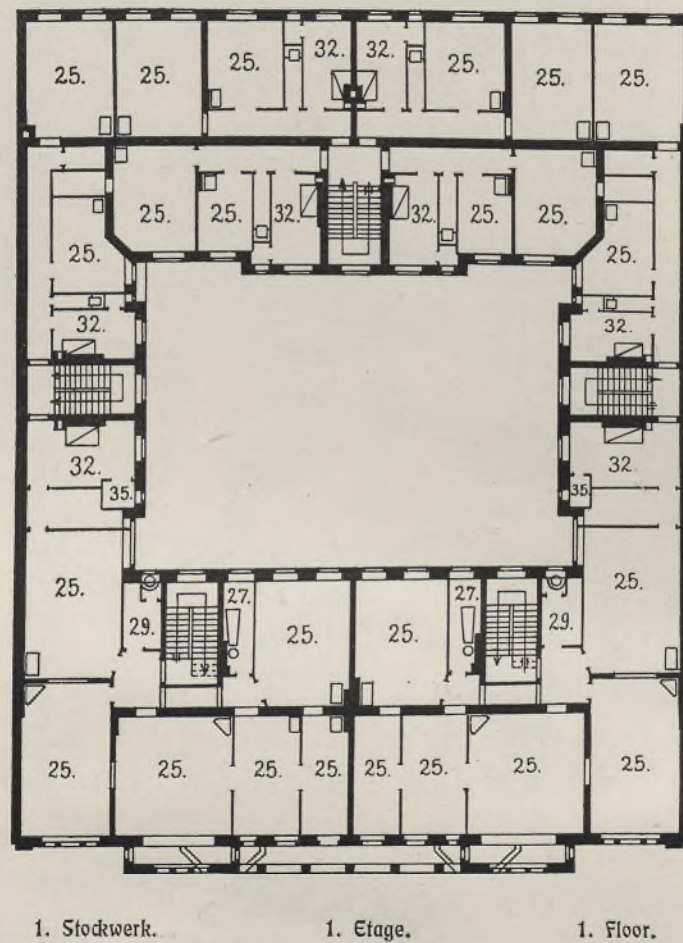 25. 25. 25. 32. 32. 25. 25. 25.
25. 25. 32. 32. 25. 25.
25. 25.
32. 32.
32. 32
35. 35.
25. 27. 27. 25.
29. 25. 25. 29.
25. 25. 25. 25. 25. 25. 25. 25.
1. Stockwerk. 1. Etage. 1. Floor.